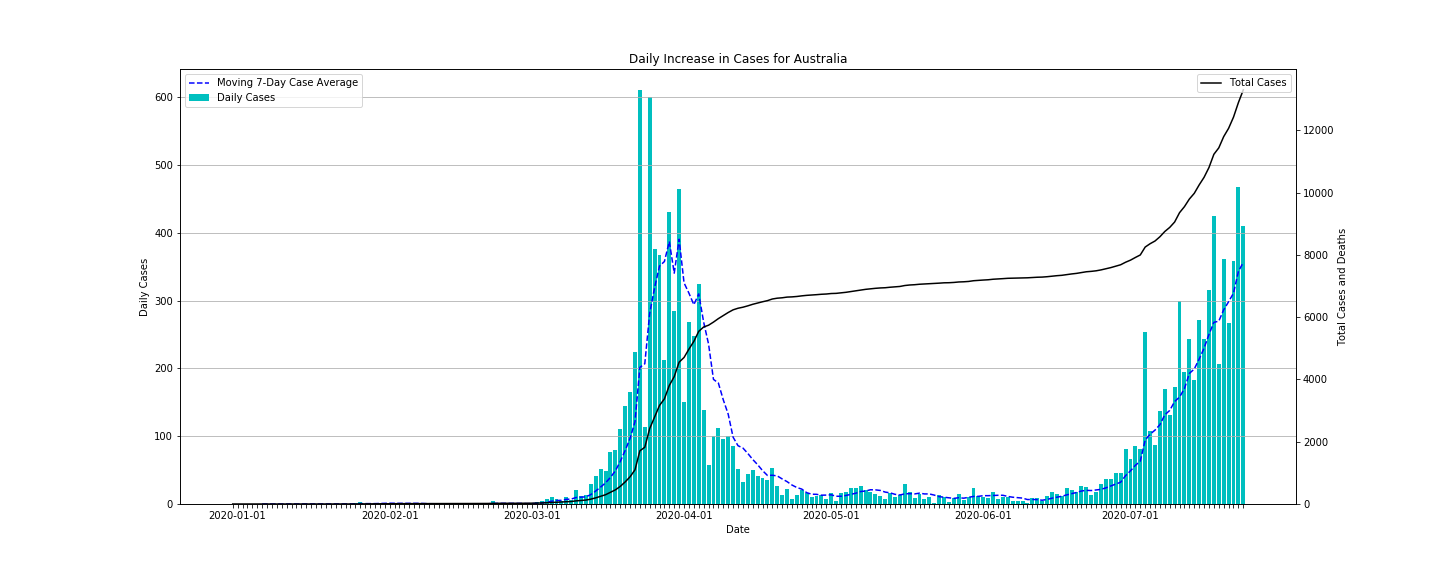 Daily Increase in Cases for Australia
Moving 7-Day Case Average
Daily Cases
Total Cases
600
500
400
300
200
100
0
Daily Cases
12000
10000
8000
6000
4000
2000
0
Total Cases and Deaths
2020-01-01 2020-02-01 2020-03-01 2020-04-01 2020-05-01 2020-06-01 2020-07-01
Date